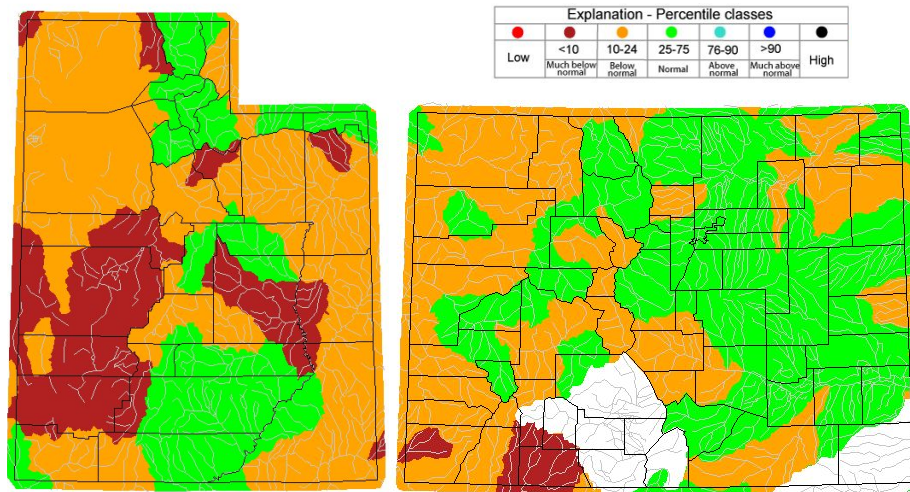 Explanation - Percentile classes
Low <10 10-24 25-75 76-90 >90 High
Much below normal Below normal Normal Above normal Much above normal